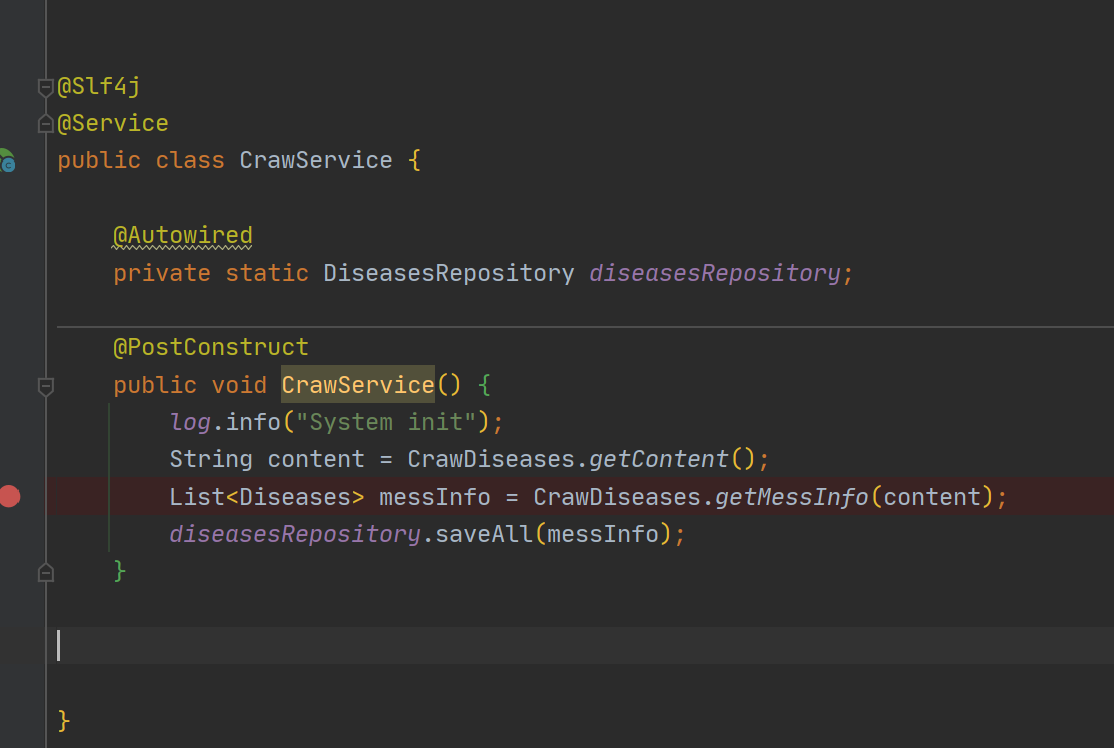 @Slf4j
@Service
public class CrawService {
@Autowired
private static DiseasesRepository diseasesRepository;
@PostConstruct
public void CrawService() {
log.info("System init");
String content = CrawDiseases.getContent();
List<Diseases> messInfo = CrawDiseases.getMessInfo(content);
diseasesRepository.saveAll(messInfo);
}
}